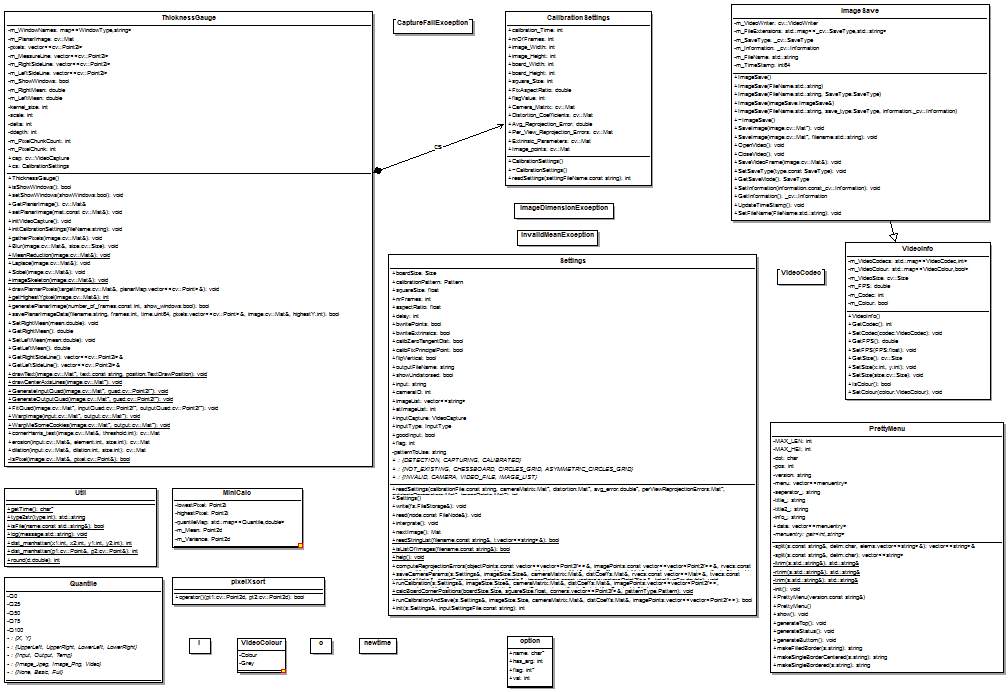 ThicknessGauge
-m_WindowNames: map<WindowType,string>
-m_PlanarImage: cv::Mat
-pixels: vector<cv::Point2i>
-m_MeasureLine: vector<cv::Point2i>
-m_RightSideLine: vector<cv::Point2i>
-m_LeftSideLine: vector<cv::Point2i>
-m_ShowWindows: bool
-m_RightMean: double
-m_LeftMean: double
-kernel_size: int
-scale: int
-delta: int
-ddepth: int
-m_PixelChunkCount: int
-m_PixelChunk: int
+cap: cv::VideoCapture
+cs: CalibrationSettings
+ThicknessGauge()
+isShowWindows(): bool
+setShowWindows(showWindows:bool): void
+GetPlanarImage(): cv::Mat&
+setPlanarImage(mat:const cv::Mat&): void
+initVideoCapture(): void
+initCalibrationSettings(fileName:string): void
+gatherPixels(image:cv::Mat&): void
+Blur(image:cv::Mat&, size:cv::Size): void
+MeanReduction(image:cv::Mat&): void
+Laplace(image:cv::Mat&): void
+Sobel(image:cv::Mat&): void
+imageSkeleton(image:cv::Mat&): void
+drawPlanarPixels(targetImage:cv::Mat&, planarMap:vector<cv::Point>&): void
+getHighestYpixel(image:cv::Mat&): int
+generatePlanarImage(number_of_frames:const int, show_windows:bool): bool
+savePlanarImageData(filename:string, frames:int, time:uint64, pixels:vector<cv::Point>&, image:cv::Mat&, highestY:int): bool
+SetRightMean(mean:double): void
+GetRightMean(): double
+SetLeftMean(mean:double): void
+GetLeftMean(): double
+GetRightSideLine(): vector<cv::Point2i>&
+GetLeftSideLine(): vector<cv::Point2i>&
+drawText(image:cv::Mat*, text:const string, position:TextDrawPosition): void
+drawCenterAxisLines(image:cv::Mat*): void
+GenerateInputQuad(image:cv::Mat*, quad:cv::Point2f*): void
+GenerateOutputQuad(image:cv::Mat*, quad:cv::Point2f*): void
+FitQuad(image:cv::Mat*, inputQuad:cv::Point2f*, outputQuad:cv::Point2f*): void
+WarpImage(input:cv::Mat*, output:cv::Mat*): void
+WarpMeSomeCookies(image:cv::Mat*, output:cv::Mat*): void
+cornerHarris_test(image:cv::Mat&, threshold:int): cv::Mat
+erosion(input:cv::Mat&, element:int, size:int): cv::Mat
+dilation(input:cv::Mat&, dilation:int, size:int): cv::Mat
-isPixel(image:cv::Mat&, pixel:cv::Point&): bool
cs
CaptureFailException
CalibrationSettings
+calibration_Time: int
+nrOfFrames: int
+image_Width: int
+image_Height: int
+board_Width: int
+board_Height: int
+square_Size: int
+FixAspectRatio: double
+flagValue: int
+Camera_Matrix: cv::Mat
+Distortion_Coefficients: cv::Mat
+Avg_Reprojection_Error: double
+Per_View_Reprojection_Errors: cv::Mat
+Extrinsic_Parameters: cv::Mat
+Image_points: cv::Mat
+CalibrationSettings()
+~CalibrationSettings()
+readSettings(settingFileName:const string): int
ImageSave
-m_VideoWriter: cv::VideoWriter
-m_FileExtensions: std::map<_cv::SaveType,std::string>
-m_SaveType: _cv::SaveType
-m_Information: _cv::Information
-m_FileName: std::string
-m_TimeStamp: int64
+ImageSave()
+ImageSave(FileName:std::string)
+ImageSave(FileName:std::string, SaveType:SaveType)
+ImageSave(imageSave:ImageSave&)
+ImageSave(FileName:std::string, save_type:SaveType, information:_cv::Information)
+~ImageSave()
+SaveImage(image:cv::Mat*): void
+SaveImage(image:cv::Mat*, filename:std::string): void
+OpenVideo(): void
+CloseVideo(): void
+SaveVideoFrame(image:cv::Mat&): void
+SetSaveType(type:const SaveType): void
+GetSaveMode(): SaveType
+SetInformation(information:const _cv::Information): void
+GetInformation(): _cv::Information
+UpdateTimeStamp(): void
+SetFileName(FileName:std::string): void
ImageDimensionException
InvalidMeanException
VideoCodec
VideoInfo
-m_VideoCodecs: std::map<VideoCodec,int>
-m_VideoColour: std::map<VideoColour,bool>
-m_VideoSize: cv::Size
-m_FPS: double
-m_Codec: int
-m_Colour: bool
+VideoInfo()
+GetCodec(): int
+SetCodec(codec:VideoCodec): void
+GetFPS(): double
+SetFPS(FPS:float): void
+GetSize(): cv::Size
+SetSize(x:int, y:int): void
+SetSize(size:cv::Size): void
+isColour(): bool
+SetColour(colour:VideoColour): void
Settings
+boardSize: Size
+calibrationPattern: Pattern
+squareSize: float
+nrFrames: int
+aspectRatio: float
+delay: int
+bwritePoints: bool
+bwriteExtrinsics: bool
+calibZeroTangentDist: bool
+calibFixPrincipalPoint: bool
+flipVertical: bool
+outputFileName: string
+showUndistorsed: bool
+input: string
+cameraID: int
+imageList: vector<string>
+atImageList: int
+inputCapture: VideoCapture
+inputType: InputType
+goodInput: bool
+flag: int
-patternToUse: string
+ : {DETECTION, CAPTURING, CALIBRATED}
+ : {NOT_EXISTING, CHESSBOARD, CIRCLES_GRID, ASYMMETRIC_CIRCLES_GRID}
+ : {INVALID, CAMERA, VIDEO_FILE, IMAGE_LIST}
+readSettings(calibrationFile:const string, cameraMatrix:Mat*, distortion:Mat*, avg_error:double*, perViewReprojectionErrors:Mat*,
+Settings()
+write(fs:FileStorage&): void
+read(node:const FileNode&): void
+interprate(): void
+nextImage(): Mat
+readStringList(filename:const string&, l:vector<string>&): bool
+isListOfImages(filename:const string&): bool
+help(): void
+computeReprojectionErrors(objectPoints:const vector<vector<Point3f>>&, imagePoints:const vector<vector<Point2f>>&, rvecs:const
+saveCameraParams(s:Settings&, imageSize:Size&, cameraMatrix:Mat&, distCoeffs:Mat&, rvecs:const vector<Mat>&, tvecs:const
+runCalibration(s:Settings&, imageSize:Size&, cameraMatrix:Mat&, distCoeffs:Mat&, imagePoints:vector<vector<Point2f>>
+calcBoardCornerPositions(boardSize:Size, squareSize:float, corners:vector<Point3f>&, patternType:Pattern): void
+runCalibrationAndSave(s:Settings&, imageSize:Size, cameraMatrix:Mat&, distCoeffs:Mat&, imagePoints:vector<vector<Point2f>>): bool
+init(s:Settings&, inputSettingsFile:const string): int
PrettyMenu
-MAX_LEN: int
-MAX_HEI: int
-dot: char
-pos: int
-version: string
-menu: vector<menuentry>
-seperator_: string
-title_: string
-title2_: string
-info_: string
+data: vector<menuentry>
-menuentry: pair<int,string>
-split(s:const string&, delim:char, elems:vector<string>&): vector<string>&
-split(s:const string&, delim:char): vector<string>
-ltrim(s:std::string&): std::string&
-rtrim(s:std::string&): std::string&
-trim(s:std::string&): std::string&
-init(): void
+PrettyMenu(version:const string&)
+PrettyMenu()
+show(): void
+generateTop(): string
+generateStatus(): string
+generateBottom(): string
+makeFilledBorder(s:string): string
+makeSingleBorderCentered(s:string): string
+makeSingleBordered(s:string): string
Util
+getTime(): char*
+type2str(type:int): std::string
+isFile(name:const std::string&): bool
+log(message:std::string): void
+dist_manhattan(x1:int, x2:int, y1:int, y2:int): int
+dist_manhattan(p1:cv::Point&, p2:cv::Point&): int
+round(d:double): int
MiniCalc
-lowestPixel: Point2i
-highestPixel: Point2i
-quantileMap: std::map<Quantile,double>
-m_Mean: Point2d
-m_Variance: Point2d
Quantile
-Q0
-Q25
-Q50
-Q75
-Q100
- : {X, Y}
- : {UpperLeft, UpperRight, LowerLeft, LowerRight}
- : {Input, Output, Temp}
- : {Image_Jpeg, Image_Png, Video}
- : {None, Basic, Full}
pixelXsort
+operator()(pt1:cv::Point2d, pt2:cv::Point2d): bool
i
VideoColour
-Colour
-Grey
o
newtime
option
+name: char*
+has_arg: int
+flag: int*
+val: int